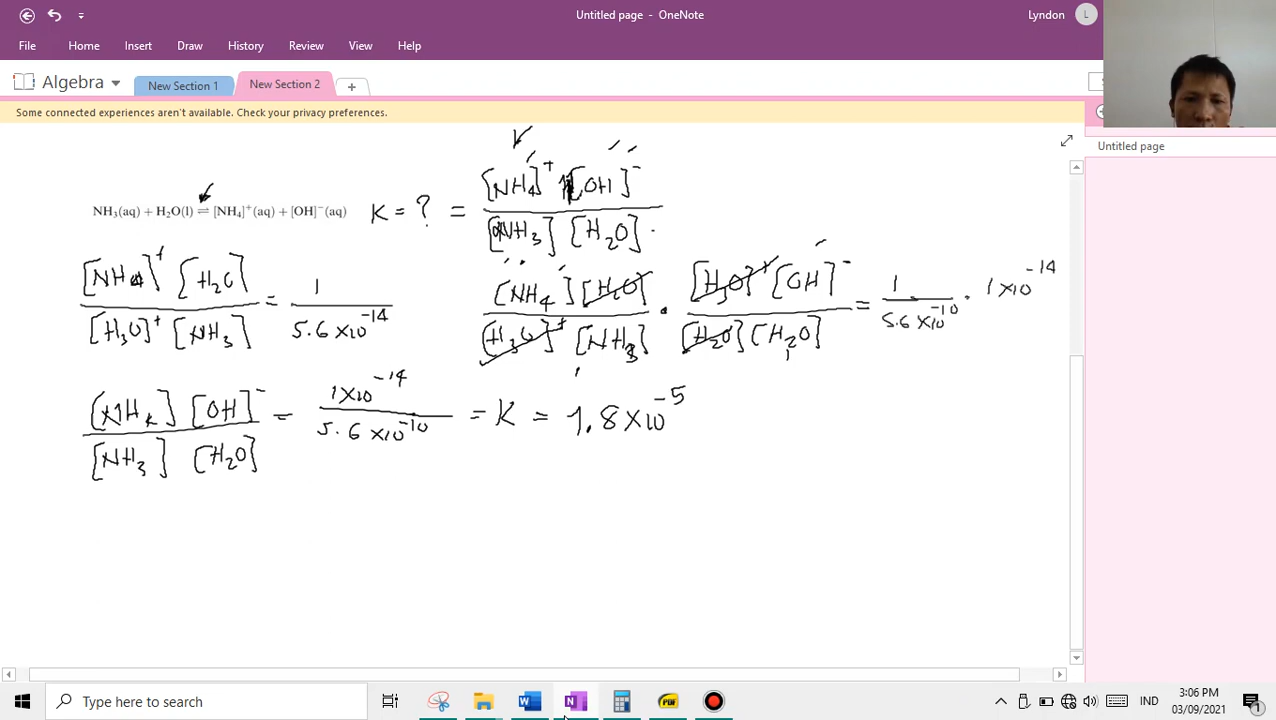 Untitled page - OneNote
Lyndon L
File Home Insert Draw History Review View Help
Algebra New Section 1 New Section 2 +
Some connected experiences aren't available. Check your privacy preferences.
Untitled page
NH₃(aq) + H₂O(l) ⇌ [NH₄]⁺(aq) + [OH]⁻(aq)
K = ? = [NH₄]⁺ [OH]⁻ / [NH₃] [H₂O]
[NH₄]⁺ [H₂O] / [H₃O]⁺ [NH₃] = 1 / 5.6 x 10⁻¹⁴
[NH₄] [H₂O] / [H₃O]⁺ [NH₃] · [H₃O]⁺ [OH]⁻ / [H₂O] [H₂O] = 1 / 5.6 x 10⁻¹⁰ · 1 x 10⁻¹⁴
[OH]⁻ / [NH₃] [H₂O] = 1 x 10⁻¹⁴ / 5.6 x 10⁻¹⁰ = K = 1.8 x 10⁻⁵
Type here to search
W N PDF
IND
3:06 PM
03/09/2021
1